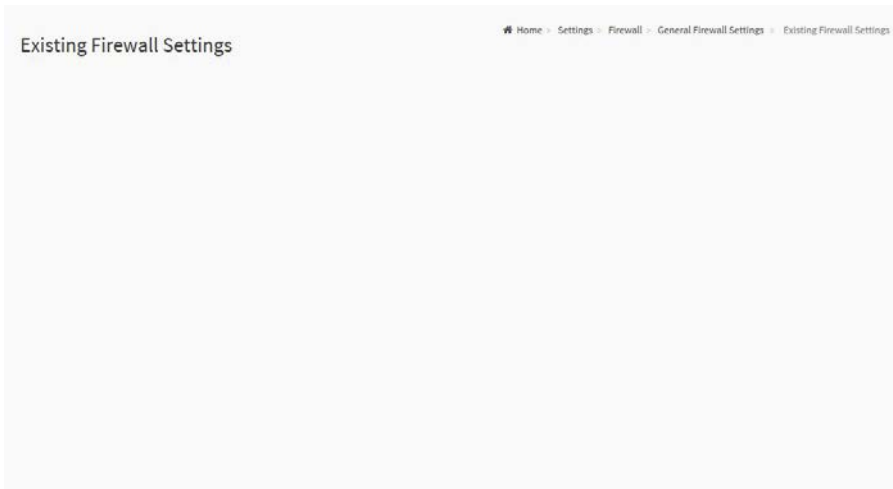 Home > Settings > Firewall > General Firewall Settings > Existing Firewall Settings
Existing Firewall Settings